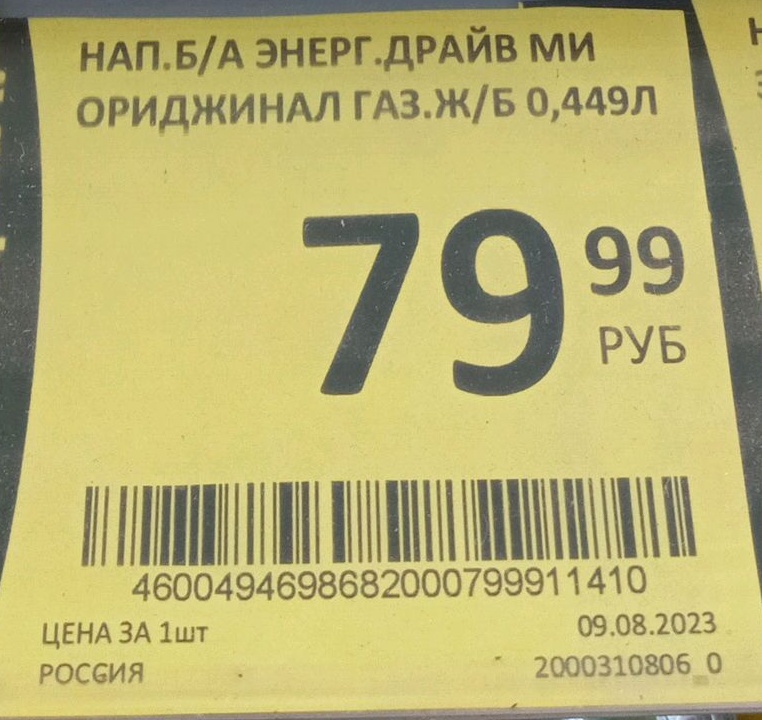 НАП.Б/А ЭНЕРГ.ДРАЙВ МИ
ОРИДЖИНАЛ ГАЗ.Ж/Б 0,449Л
79 99
РУБ
4600494698682000799911410
ЦЕНА ЗА 1шт
09.08.2023
РОССИЯ
2000310806_0